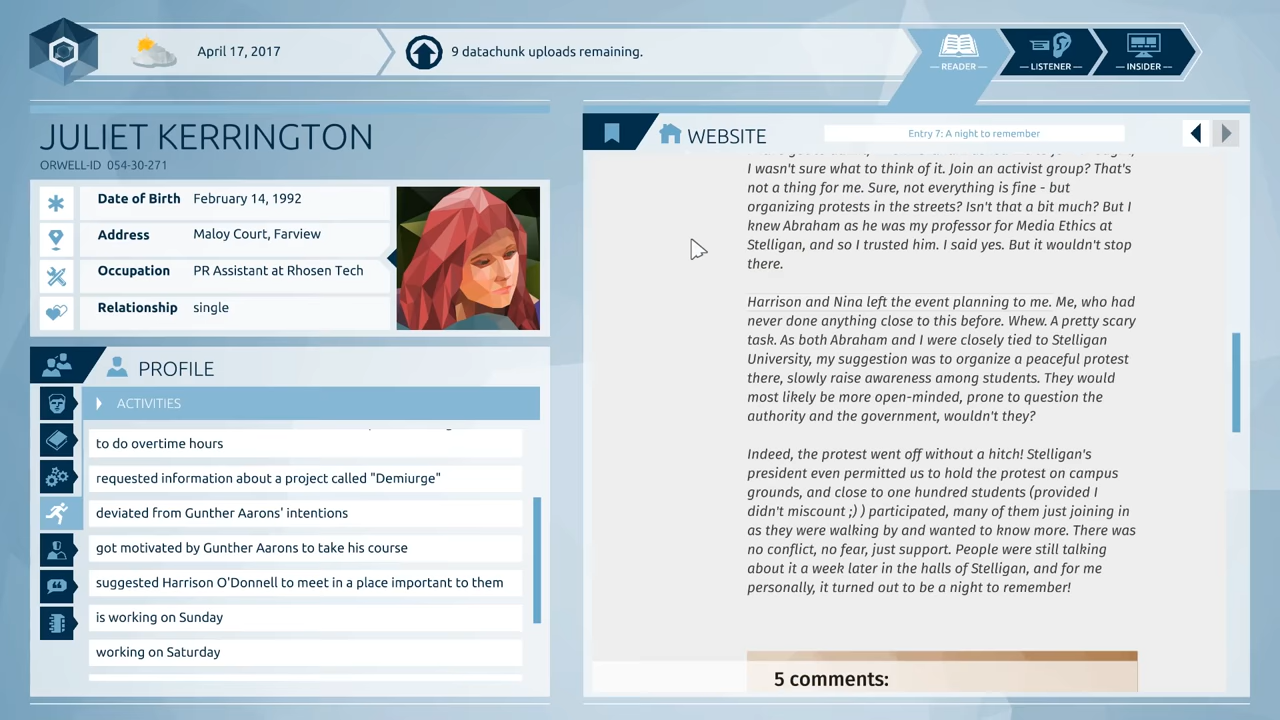 April 17, 2017
9 datachunk uploads remaining.
— READER —
— LISTENER —
— INSIDER —
JULIET KERRINGTON
ORWELL-ID 054-30-271
Date of Birth February 14, 1992
Address Maloy Court, Farview
Occupation PR Assistant at Rhosen Tech
Relationship single
PROFILE
ACTIVITIES
to do overtime hours
requested information about a project called "Demiurge"
deviated from Gunther Aarons' intentions
got motivated by Gunther Aarons to take his course
suggested Harrison O'Donnell to meet in a place important to them
is working on Sunday
working on Saturday
WEBSITE
Entry 7: A night to remember
I wasn't sure what to think of it. Join an activist group? That's
not a thing for me. Sure, not everything is fine - but
organizing protests in the streets? Isn't that a bit much? But I
knew Abraham as he was my professor for Media Ethics at
Stelligan, and so I trusted him. I said yes. But it wouldn't stop
there.
Harrison and Nina left the event planning to me. Me, who had
never done anything close to this before. Whew. A pretty scary
task. As both Abraham and I were closely tied to Stelligan
University, my suggestion was to organize a peaceful protest
there, slowly raise awareness among students. They would
most likely be more open-minded, prone to question the
authority and the government, wouldn't they?
Indeed, the protest went off without a hitch! Stelligan's
president even permitted us to hold the protest on campus
grounds, and close to one hundred students (provided I
didn't miscount ;) ) participated, many of them just joining in
as they were walking by and wanted to know more. There was
no conflict, no fear, just support. People were still talking
about it a week later in the halls of Stelligan, and for me
personally, it turned out to be a night to remember!
5 comments: